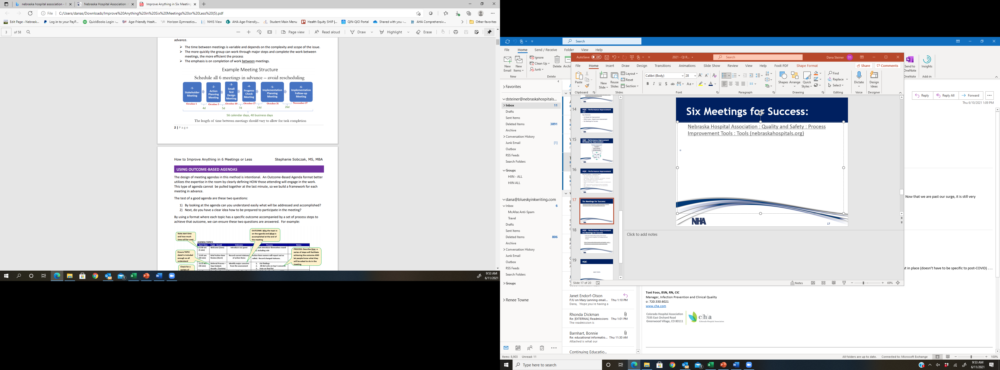 nebraska hospital association - B
Nebraska Hospital Association :
Improve Anything in Six Meeting
File
C:/Users/danas/Downloads/Improve%20Anything%20in%20Six%20Meetings%20or%20Less%20(5).pdf
Edit Page ‹ Nebrask...
Log in to your PayP...
QuickBooks Login -...
Age-Friendly Healt...
Horizon Gymnastics...
NHIS View
AHA Age-Friendly...
Student Main Menu
Health Equity SHIP |...
QIN-QIO Portal
Shared with you -...
AHA Comprehensiv...
Other favorites
3 of 58
Page view
Read aloud
Draw
Highlight
Erase
advance.
➢ The time between meetings is variable and depends on the complexity and scope of the issue.
➢ The more quickly the group can work through major steps and complete the work between
meetings, the more efficient the process
➢ The emphasis is on completion of work between meetings.
Example Meeting Structure
Schedule all 6 meetings in advance – avoid rescheduling
-1-
Stakeholder
Meeting
-2-
Action
Planning
Meeting
-3-
Small
Test
Design
Meeting
-4-
Progress
Check
Meeting
-5-
Implementation
Planning
Meeting
-6-
Implementation
Follow-up
Meeting
October 1
October 5
October 10
October 17
October 31
November 27
4d
5d
7d
14d
26d
56 calendar days, 40 business days
The length of time between meetings should vary to allow for task completion
2 | P a g e
How to Improve Anything in 6 Meetings or Less
Stephanie Sobczak, MS, MBA
USING OUTCOME-BASED AGENDAS
The design of meeting agendas in this method is intentional. An Outcome-Based Agenda format better
utilizes the expertise in the room by clearly defining HOW those attending will engage in the work.
This type of agenda cannot be pulled together at the last minute, so we build a framework for each
meeting in advance.
The test of a good agenda are these two questions:
1) By looking at the agenda can you understand easily what will be addressed and accomplished?
2) Next, do you have a clear idea how to be prepared to participate in the meeting?
By using a format where each topic has a specific outcome accompanied by a set of process steps to
achieve that outcome, we can ensure these two questions are answered. For example:
Note start time
and how much
time will be used
OUTCOME: Why the topic is
on the agenda and What is
accomplished at the end of
the meeting
AGENDA TOPICS
Start Time Topic (Lead) Outcome Process Notes
11:00 am
(5 min)
Welcome (Jane)
Introduce our guest
introduce themselves round
including role
Ensure TOPIC
detail is included
enough so all
understand
11:05 am
(10 min)
Brief Action Item
Review (Kerri)
Record current statuses
of action items
Action item owners will report out as
called. Record changed statuses.
PROCESS: Describe How a
series of steps will facilitate
achieving the outcome AND
let people know what they
will be asked to do in the
meeting.
(30 min)
Referral Process –
Gap Analysis
Results (Tanisha)
Identify major concerns
from the assessment
1. List findings
2. All dot vote on top 5 concerns
3. Vote on final list
Check for a
variety of
9:53 AM
6/11/2021
Search
File Home Send / Receive Folder View Help
New
Email
New
Items
Ignore
Clean Up
Junk
Delete
New
Delete
Favorites
dsteiner@nebraskahospitals...
Inbox 11
Drafts
Sent Items
Deleted Items 3891
Archive
Conversation History
Junk Email [1]
Outbox
RSS Feeds
Search Folders
Groups
HIIN - ALL
HIIN ALL
dana@blueskyinkwriting.com
Inbox 6
McAfee Anti-Spam
Travel
Drafts
Sent Items
Deleted Items 806
Archive
Conversation History
Junk Email
Outbox
RSS Feeds
Search Folders
Groups
Renee Towne
AutoSave Off
2021 - QI R...
Search
Dana Steiner DS
File Home Insert Draw Design Transitions Animations Slide Show Review View Help Foxit PDF Shape Format
Share
Comments
Paste
New
Slide
Reuse
Slides
Layout
Reset
Section
Calibri (Body) 28
Shapes
Arrange
Quick
Styles
Find
Replace
Select
Dictate
Design
Ideas
Clipboard Slides Font Paragraph Drawing Editing Voice Designer
14
HQIC - Performance Improvement
101
15
HQIC - Performance Improvement
IHI Model for Improvement
16
HQIC - Performance Improvement
17
Six Meetings for Success:
18
HQIC - Performance Improvement
Six Meetings for Success
19
HQIC
NEXT STEPS
Six Meetings for Success:
Nebraska Hospital Association : Quality and Safety : Process
Improvement Tools : Tools (nebraskahospitals.org)
NHA
17
Click to add notes
Slide 17 of 20
Notes
69%
Send to
OneNote
Insights
OneNote
Add-in
Reply
Reply All
Forward
Thu 6/10/2021 1:09 PM
Now that we are past our surge, it is still very
in place (doesn't have to be specific to post-COVID) . . .
Janet Endorf-Olson
F/U on Mary Lanning email... Thu 1:10 PM
Dana, 'Hope you're having a
Rhonda Dickman
Re: [EXTERNAL] Readmissions Thu 1:01 PM
The readmission is
Barnhart, Bonnie
Re: educational informatio... Thu 11:30 AM
Attached is what our
Continuing Educatio...
Toni Foos, BSN, RN, CIC
Manager, Infection Prevention and Clinical Quality
o: 720.330.6021
www.cha.com
Colorado Hospital Association
7335 East Orchard Road
Greenwood Village, CO 80111
c|h|a
Colorado Hospital Association
Items: 8,903 Unread: 11
All folders are up to date. Connected to: Microsoft Exchange
100%
Type here to search
9:53 AM
6/11/2021